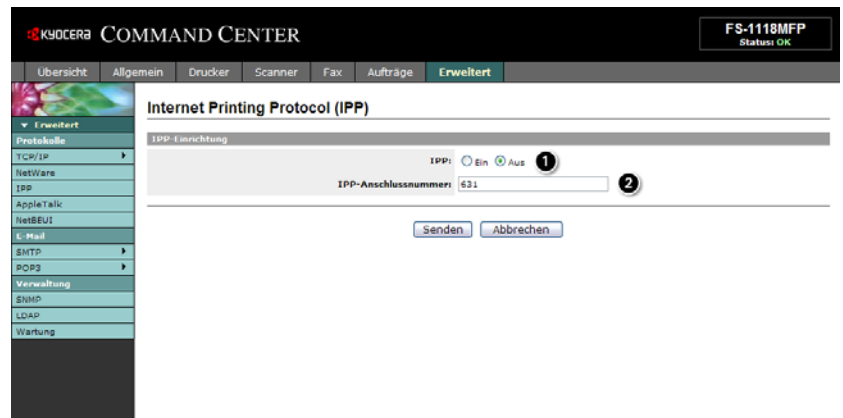 KYOCERA COMMAND CENTER
FS-1118MFP
Status: OK
Übersicht Allgemein Drucker Scanner Fax Aufträge Erweitert
Erweitert
Protokolle
TCP/IP
NetWare
IPP
AppleTalk
NetBEUI
E-Mail
SMTP
POP3
Verwaltung
SNMP
LDAP
Wartung
Internet Printing Protocol (IPP)
IPP-Einrichtung
IPP: Ein Aus 1
IPP-Anschlussnummer: 631 2
Senden Abbrechen